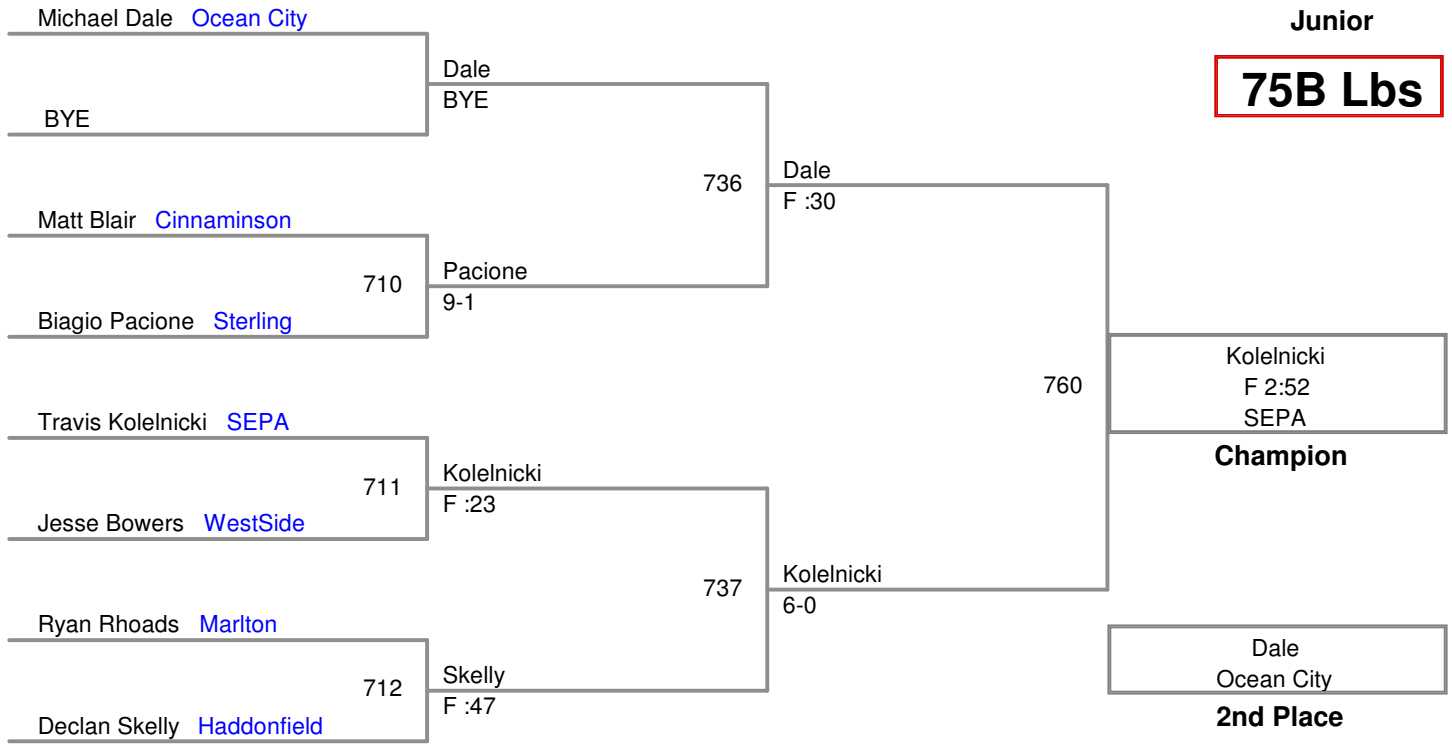 Michael Dale Ocean City
Junior
75B Lbs
Dale
BYE
BYE
736
Dale
F :30
Matt Blair Cinnaminson
710
Pacione
9-1
Biagio Pacione Sterling
760
Kolelnicki
F 2:52
SEPA
Champion
Travis Kolelnicki SEPA
711
Kolelnicki
F :23
Jesse Bowers WestSide
737
Kolelnicki
6-0
Ryan Rhoads Marlton
712
Skelly
F :47
Declan Skelly Haddonfield
Dale
Ocean City
2nd Place